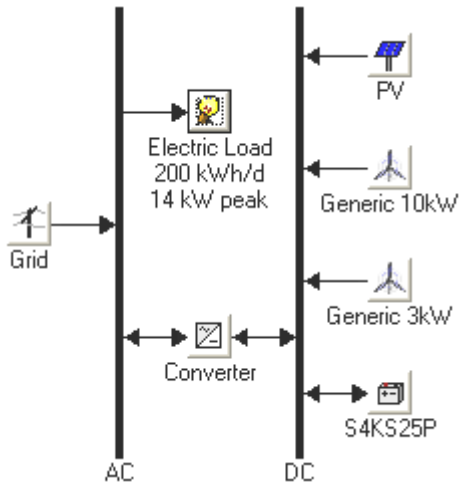 PV
Electric Load
200 kWh/d
14 kW peak
Generic 10kW
Grid
Generic 3kW
Converter
S4KS25P
AC
DC